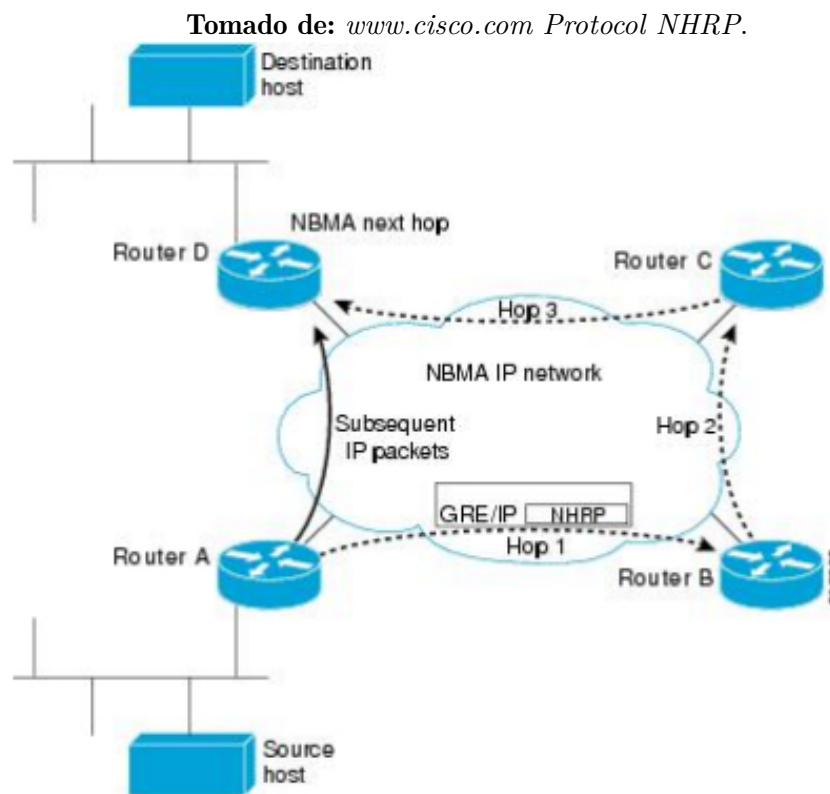 Tomado de: www.cisco.com Protocol NHRP.
Destination
host
NBMA next hop
Router D
Router C
Hop 3
NBMA IP network
Subsequent
IP packets
Hop 2
GRE/IP NHRP
Hop 1
Router A
Router B
Source
host